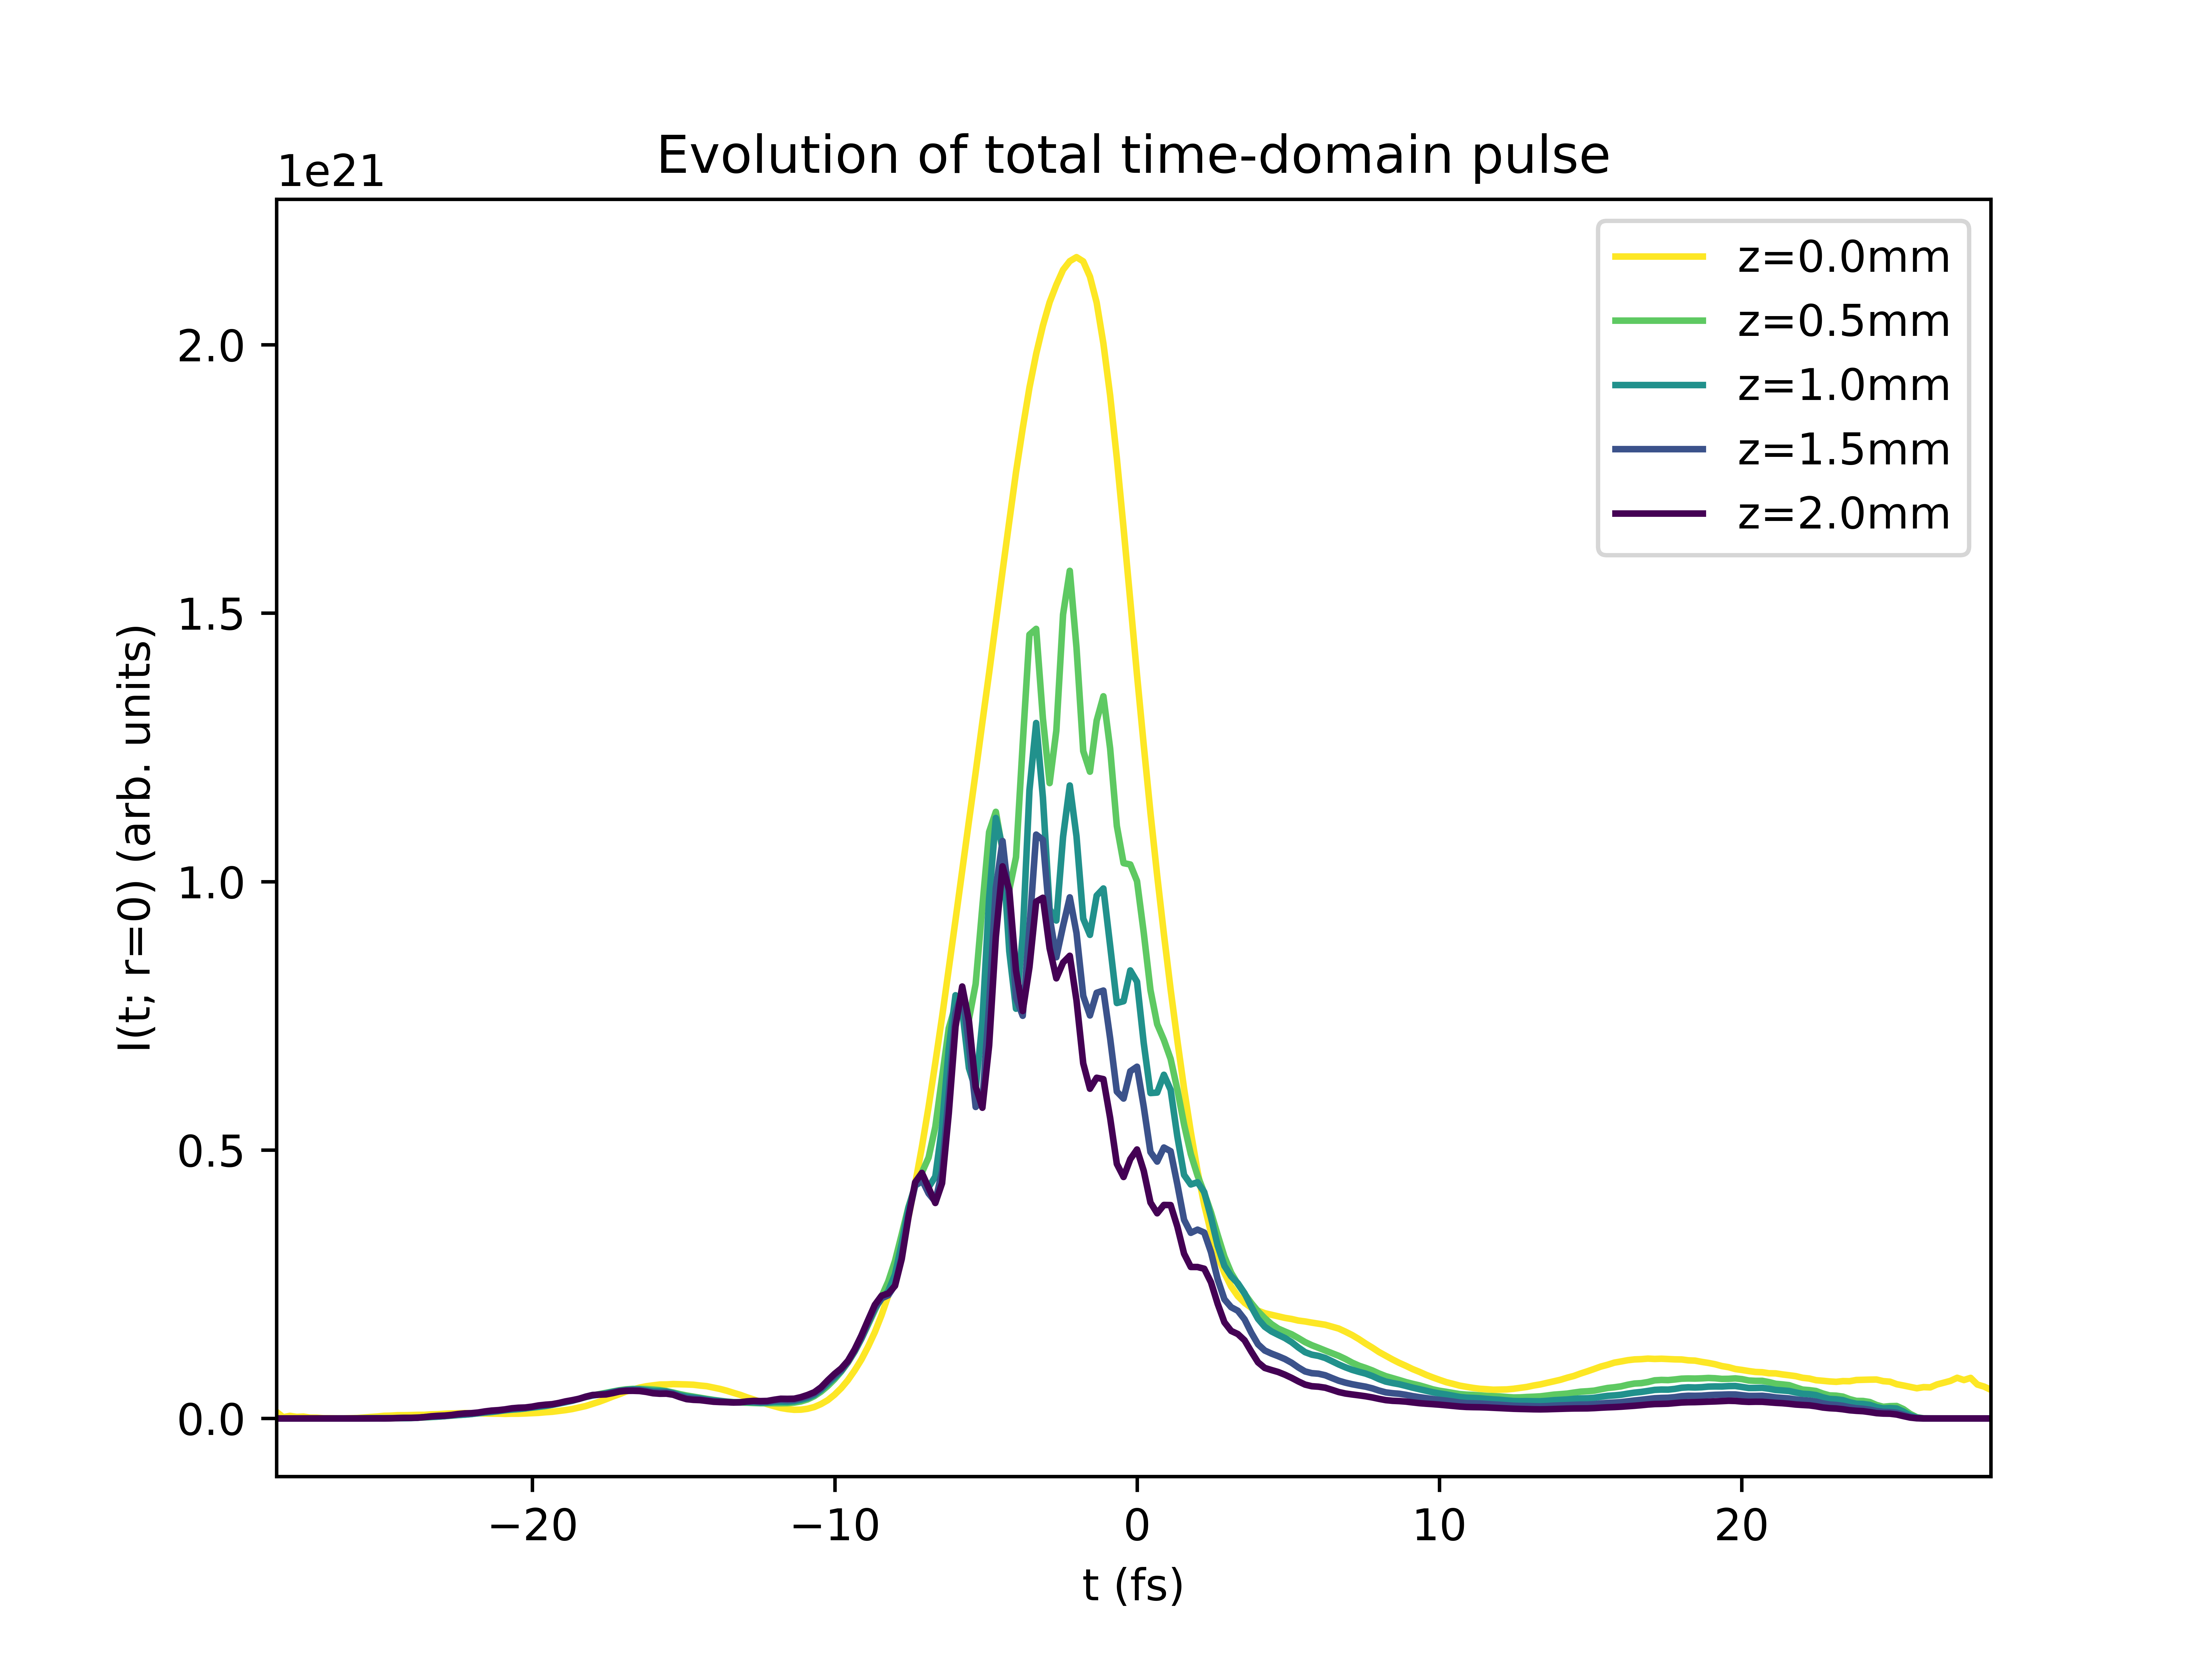 Evolution of total time-domain pulse
1e21
z=0.0mm
z=0.5mm
z=1.0mm
z=1.5mm
z=2.0mm
2.0
1.5
1.0
0.5
0.0
I(t; r=0) (arb. units)
−20
−10
0
10
20
t (fs)